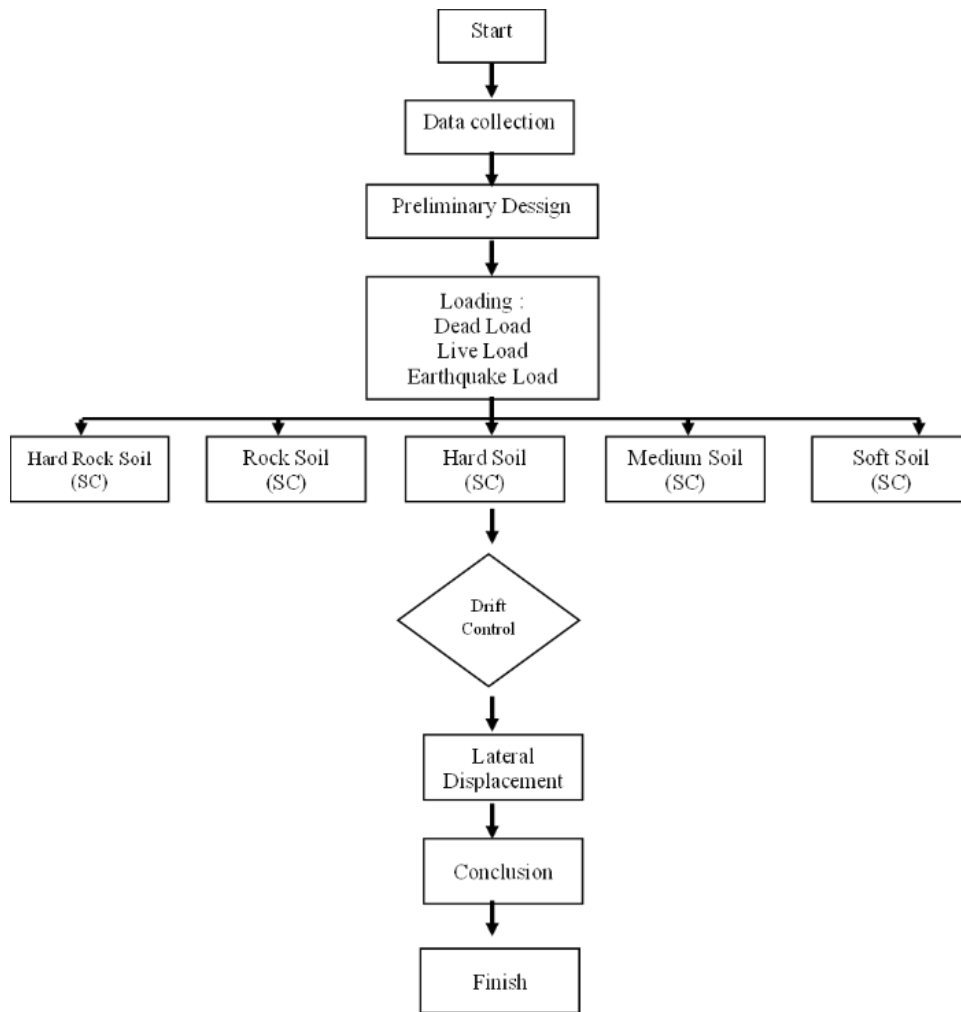 Start
Data collection
Preliminary Dessign
Loading :
Dead Load
Live Load
Earthquake Load
Hard Rock Soil
(SC)
Rock Soil
(SC)
Hard Soil
(SC)
Medium Soil
(SC)
Soft Soil
(SC)
Drift
Control
Lateral
Displacement
Conclusion
Finish